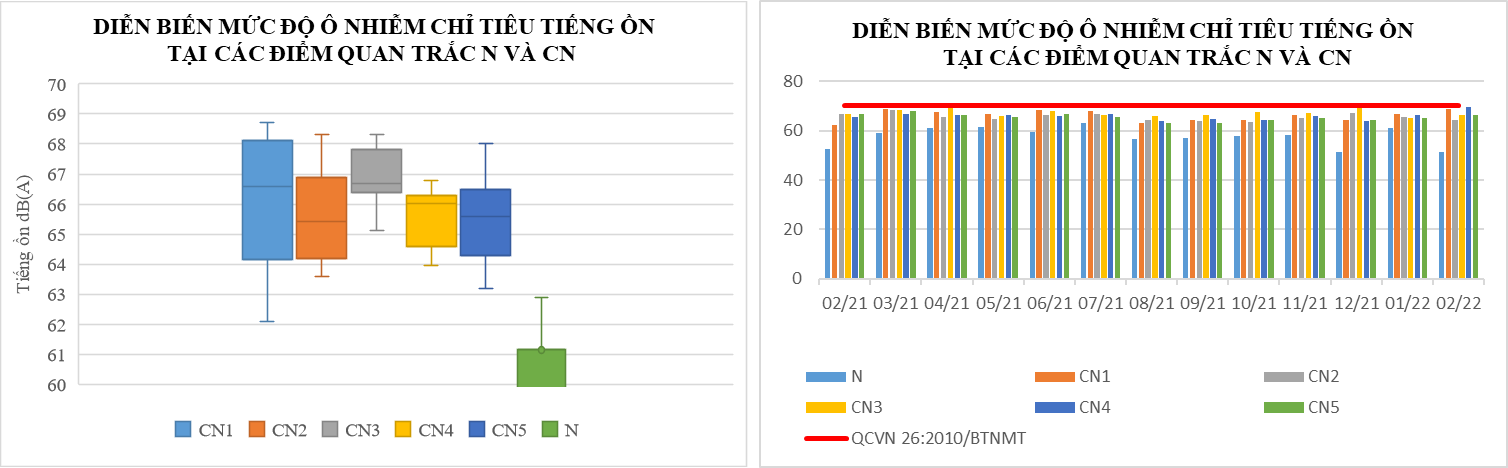 DIỄN BIẾN MỨC ĐỘ Ô NHIỄM CHỈ TIÊU TIẾNG ỒN
TẠI CÁC ĐIỂM QUAN TRẮC N VÀ CN
Tiếng ồn dB(A)
70
69
68
67
66
65
64
63
62
61
60
CN1 CN2 CN3 CN4 CN5 N
DIỄN BIẾN MỨC ĐỘ Ô NHIỄM CHỈ TIÊU TIẾNG ỒN
TẠI CÁC ĐIỂM QUAN TRẮC N VÀ CN
80
60
40
20
0
02/21 03/21 04/21 05/21 06/21 07/21 08/21 09/21 10/21 11/21 12/21 01/22 02/22
N CN1 CN2
CN3 CN4 CN5
QCVN 26:2010/BTNMT